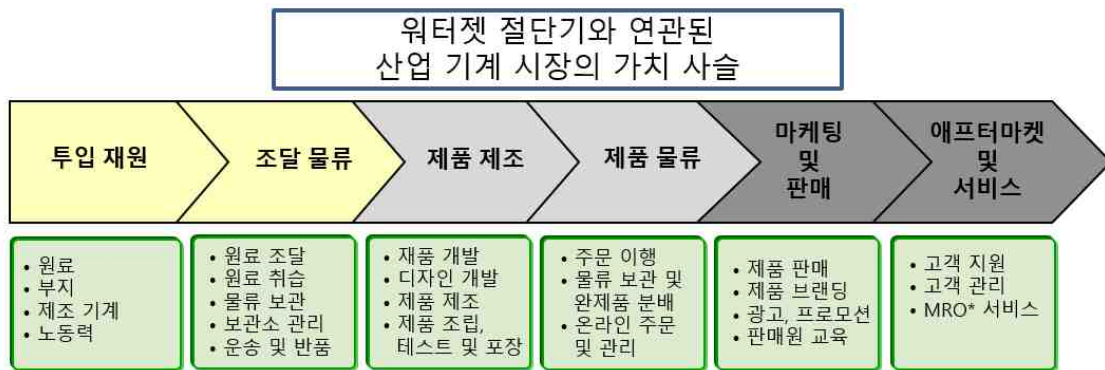 워터젯 절단기와 연관된
산업 기계 시장의 가치 사슬
투입 재원
조달 물류
제품 제조
제품 물류
마케팅
및
판매
애프터마켓
및
서비스
• 원료
• 부지
• 제조 기계
• 노동력
• 원료 조달
• 원료 취습
• 물류 보관
• 보관소 관리
• 운송 및 반품
• 재품 개발
• 디자인 개발
• 제품 제조
• 제품 조립,
테스트 및 포장
• 주문 이행
• 물류 보관 및
완제품 분배
• 온라인 주문
및 관리
• 제품 판매
• 제품 브랜딩
• 광고, 프로모션
• 판매원 교육
• 고객 지원
• 고객 관리
• MRO* 서비스